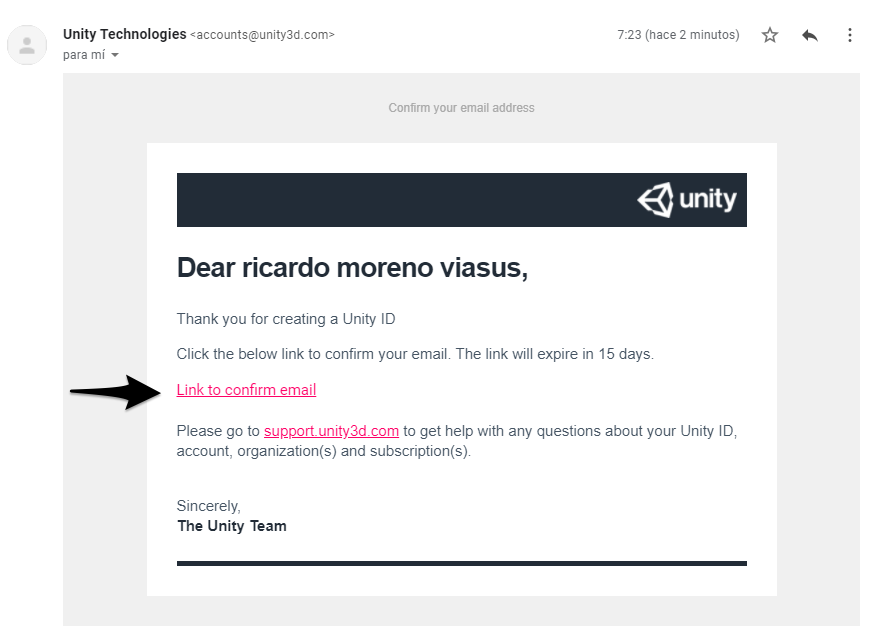 Unity Technologies <accounts@unity3d.com>
7:23 (hace 2 minutos)
para mí
Confirm your email address
unity
Dear ricardo moreno viasus,
Thank you for creating a Unity ID
Click the below link to confirm your email. The link will expire in 15 days.
Link to confirm email
Please go to support.unity3d.com to get help with any questions about your Unity ID,
account, organization(s) and subscription(s).
Sincerely,
The Unity Team